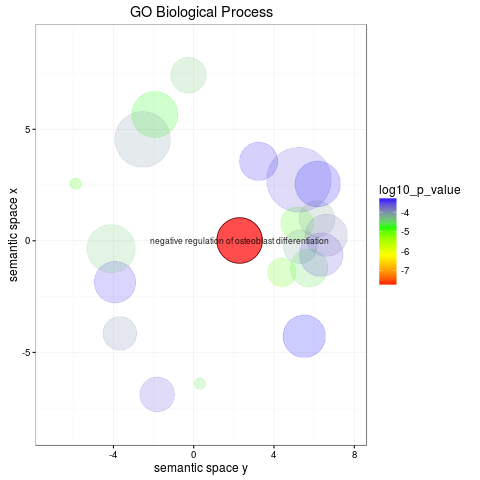 GO Biological Process
semantic space x
5
0
-5
negative regulation of osteoblast differentiation
-4
0
4
8
semantic space y
log10_p_value
-4
-5
-6
-7